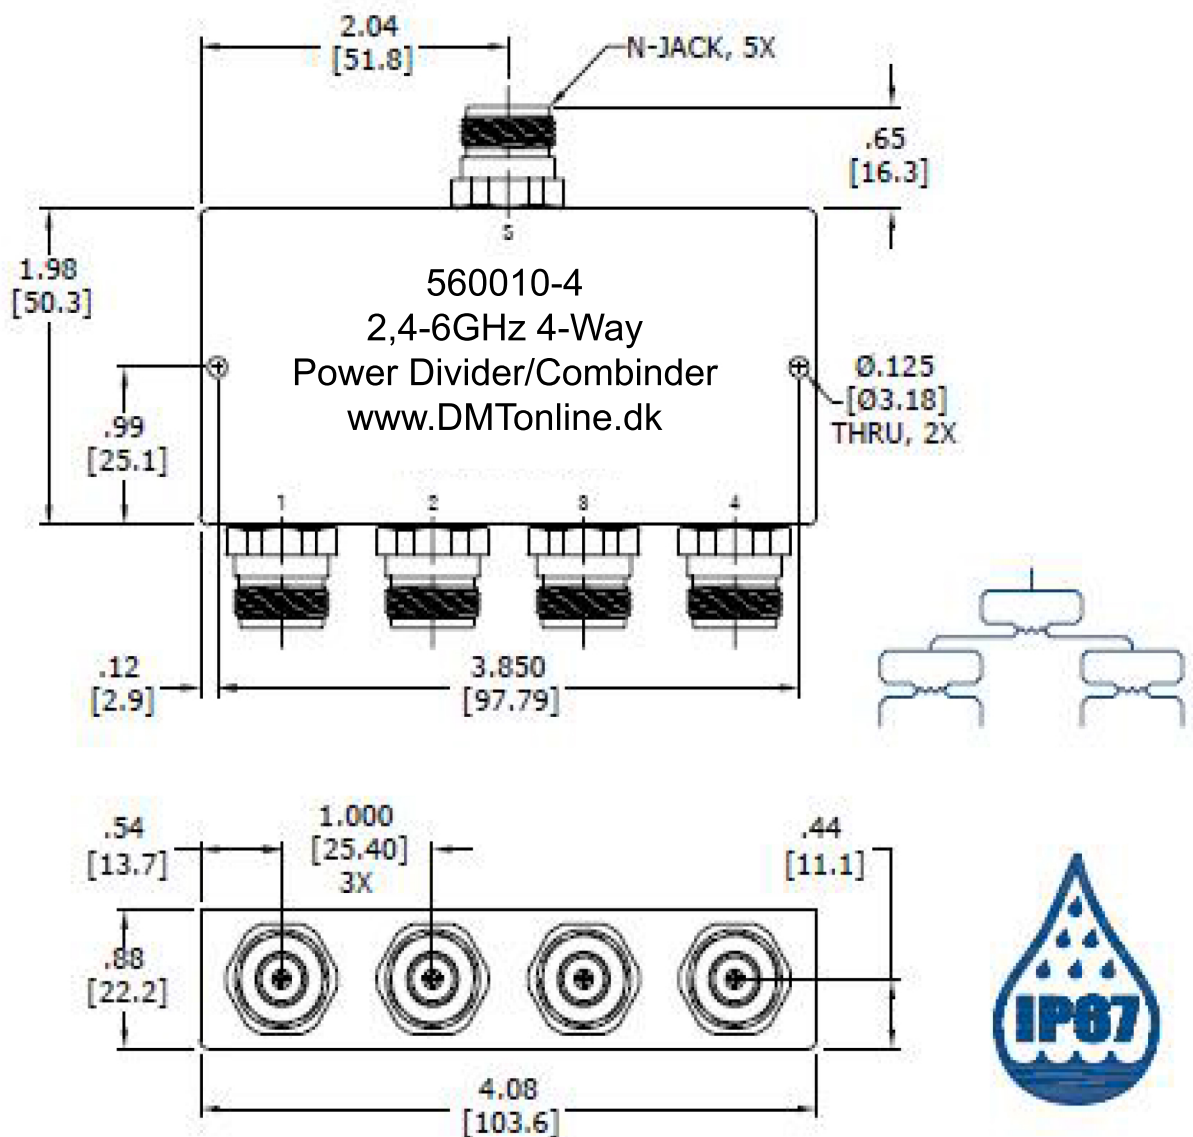 2.04
[51.8]
N-JACK, 5X
.65
[16.3]
S
1.98
[50.3]
560010-4
2,4-6GHz 4-Way
Power Divider/Combinder
www.DMTonline.dk
Ø.125
[Ø3.18]
THRU, 2X
.99
[25.1]
1 2 3 4
.12
[2.9]
3.850
[97.79]
.54
[13.7]
1.000
[25.40]
3X
.44
[11.1]
.88
[22.2]
IP67
4.08
[103.6]